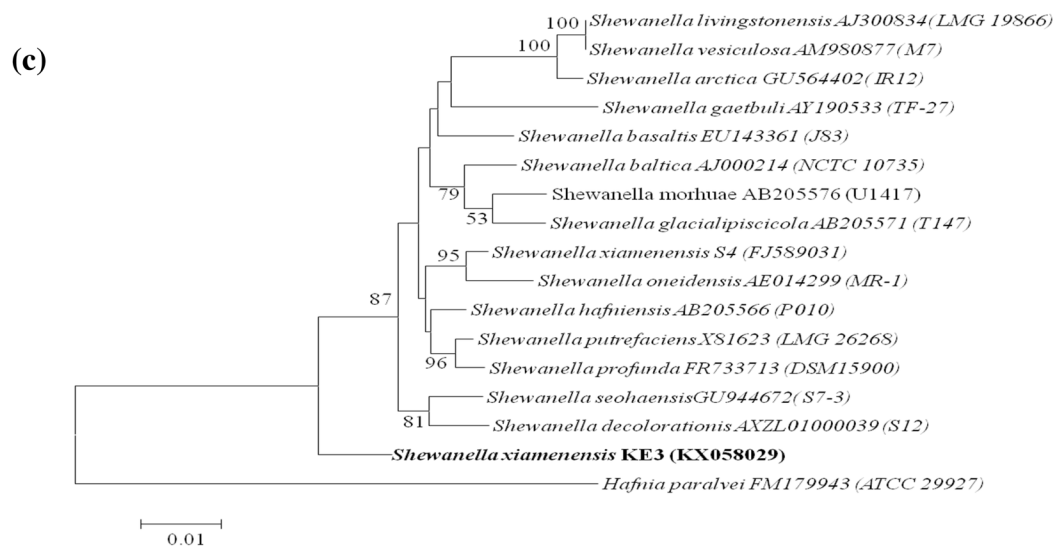 (c)
100
Shewanella livingstonensis AJ300834(LMG 19866)
100
Shewanella vesiculosa AM980877(M7)
Shewanella arctica GU564402(IR12)
Shewanella gaetbuli AY190533 (TF-27)
Shewanella basaltis EU143361 (J83)
Shewanella baltica AJ000214 (NCTC 10735)
79
Shewanella morhuae AB205576 (U1417)
53
Shewanella glacialipiscicola AB205571 (T147)
95
Shewanella xiamenensis S4 (FJ589031)
Shewanella oneidensis AE014299 (MR-1)
87
Shewanella hafniensis AB205566 (P010)
Shewanella putrefaciens X81623 (LMG 26268)
96
Shewanella profunda FR733713 (DSM15900)
Shewanella seohaensisGU944672(S7-3)
81
Shewanella decolorationis AXZL01000039 (S12)
Shewanella xiamenensis KE3 (KX058029)
Hafnia paralvei FM179943 (ATCC 29927)
0.01